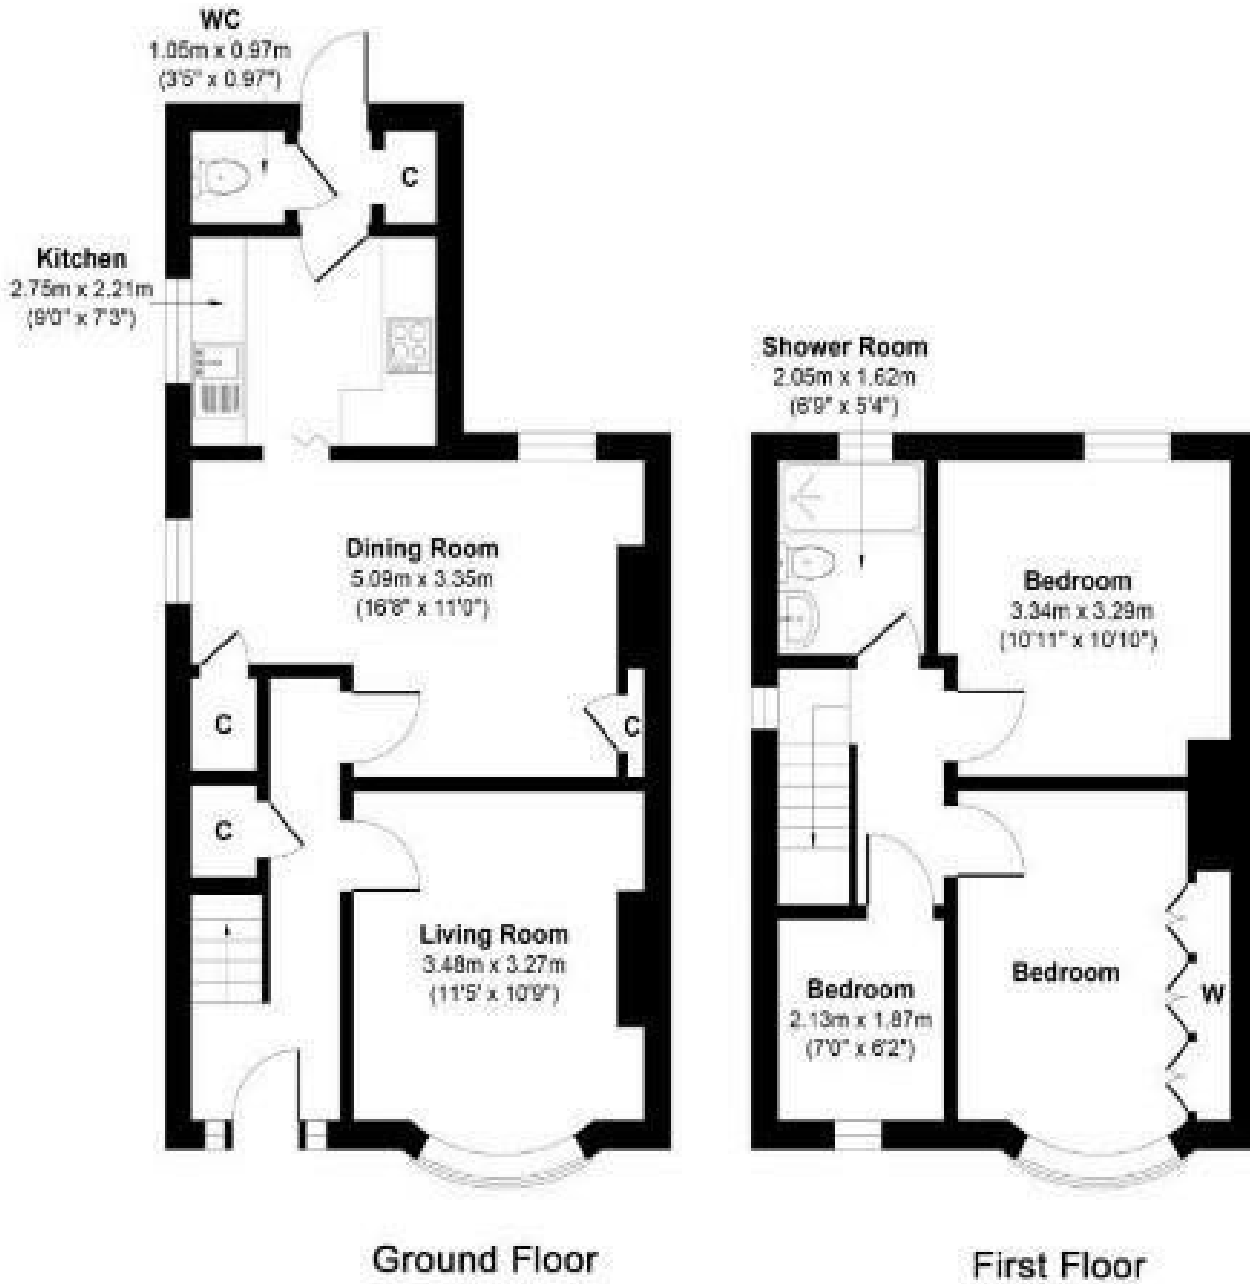 WC
1.05m x 0.97m
(3'5" x 0.97")
C
Kitchen
2.75m x 2.21m
(9'0" x 7'3")
Dining Room
5.09m x 3.35m
(16'8" x 11'0")
C
C
C
Living Room
3.48m x 3.27m
(11'5' x 10'9")
Ground Floor
Shower Room
2.05m x 1.62m
(6'9" x 5'4")
Bedroom
3.34m x 3.29m
(10'11" x 10'10")
Bedroom
W
Bedroom
2.13m x 1.87m
(7'0" x 6'2")
First Floor